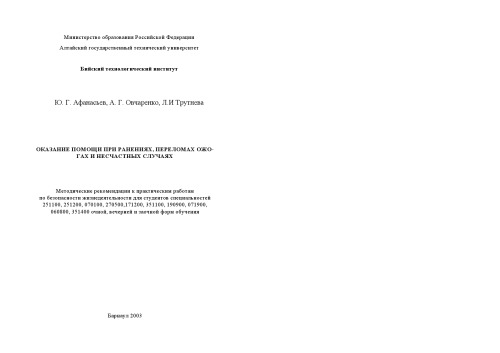 Министерство образования Российской Федерации
Алтайский государственный технический университет
Бийский технологический институт
Ю. Г. Афанасьев, А. Г. Овчаренко, Л.И Трутнева
ОКАЗАНИЕ ПОМОЩИ ПРИ РАНЕНИЯХ, ПЕРЕЛОМАХ ОЖО-
ГАХ И НЕСЧАСТНЫХ СЛУЧАЯХ
Методические рекомендации к практическим работам
по безопасности жизнедеятельности для студентов специальностей
251100, 251200, 070100, 270500,171200, 351100, 190900, 071900,
060800, 351400 очной, вечерней и заочной форм обучения
Барнаул 2003